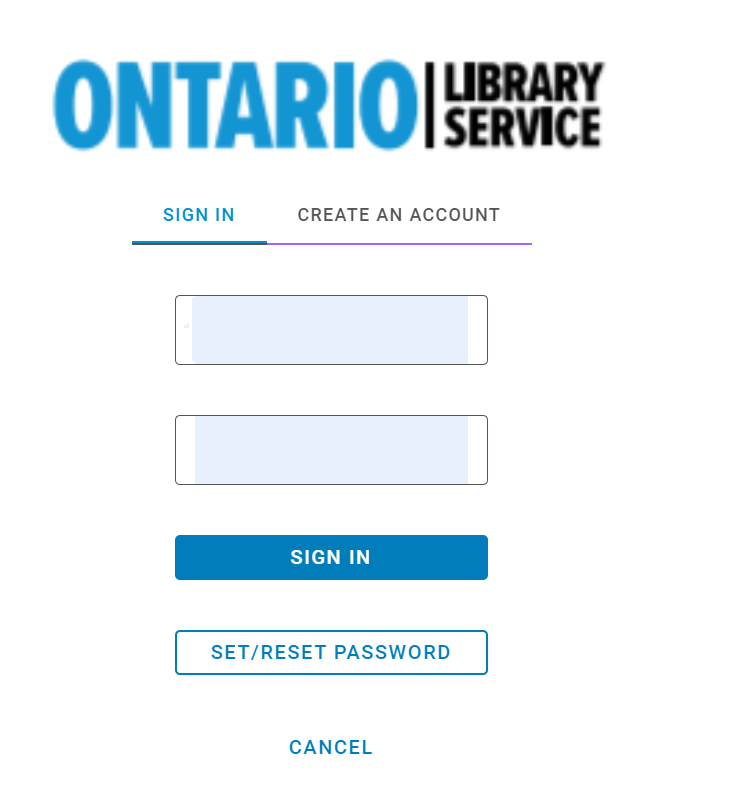 ONTARIO LIBRARY
SERVICE
SIGN IN CREATE AN ACCOUNT
SIGN IN
SET/RESET PASSWORD
CANCEL